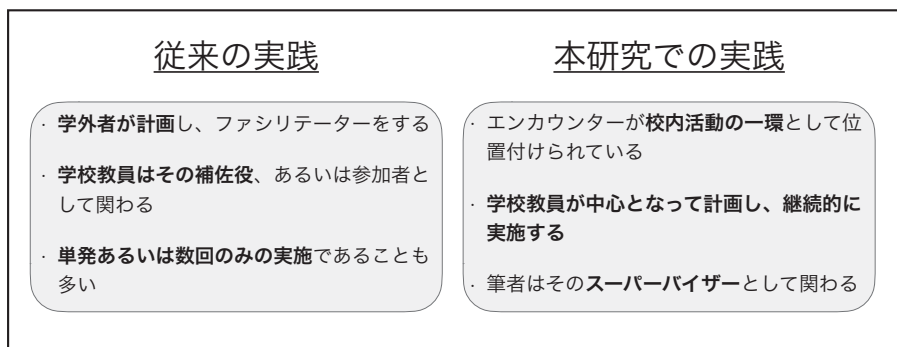 従来の実践
· 学外者が計画し、ファシリテーターをする
· 学校教員はその補佐役、あるいは参加者と
して関わる
· 単発あるいは数回のみの実施であることも
多い
本研究での実践
· エンカウンターが校内活動の一環として位
置付けられている
· 学校教員が中心となって計画し、継続的に
実施する
· 筆者はそのスーパーバイザーとして関わる